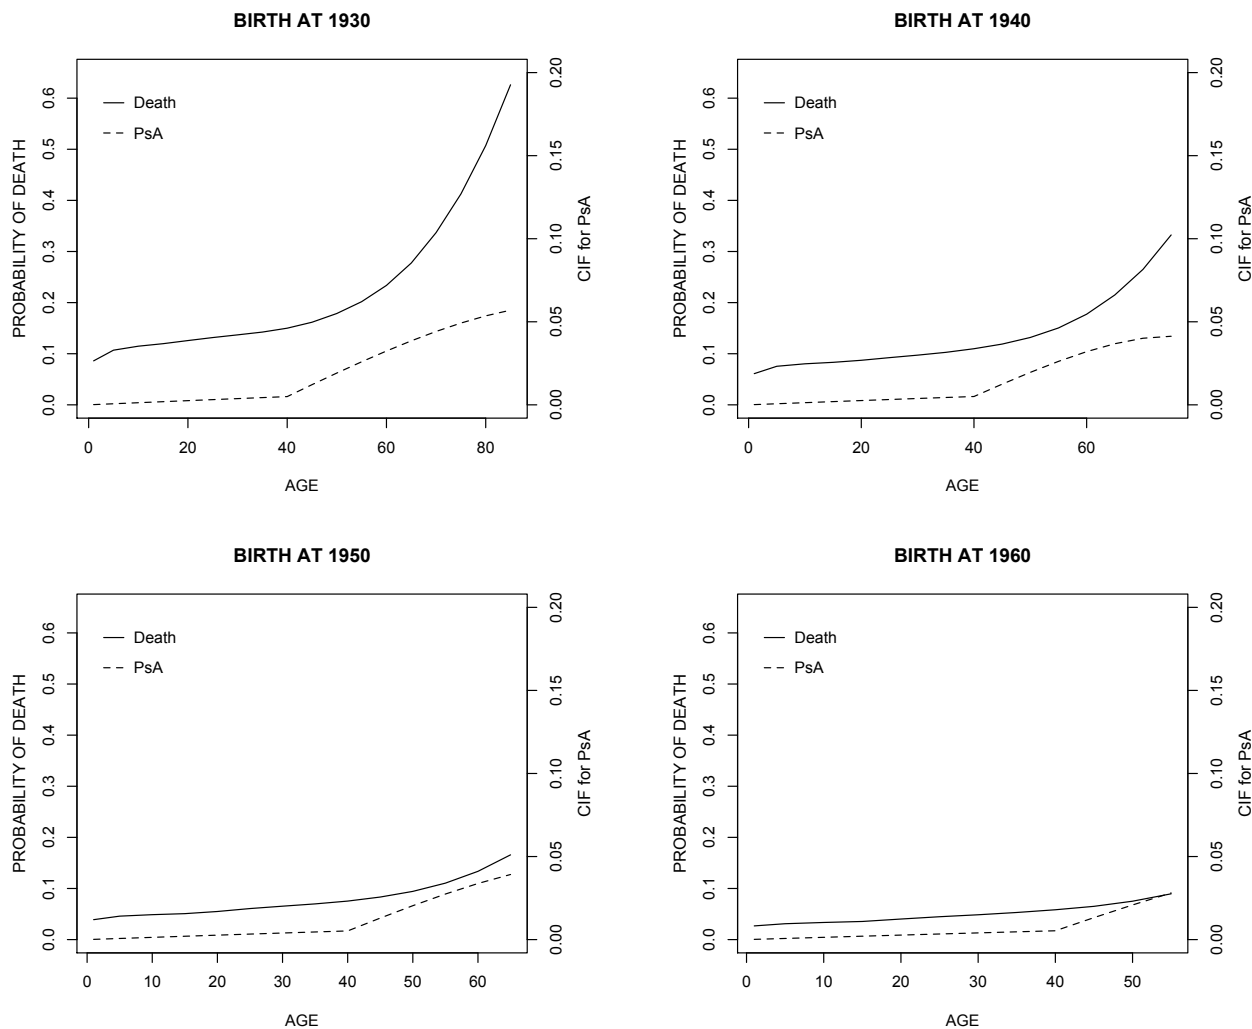 BIRTH AT 1930
Death
PsA
PROBABILITY OF DEATH
0.0 0.1 0.2 0.3 0.4 0.5 0.6
CIF for PsA
0.00 0.05 0.10 0.15 0.20
0 20 40 60 80
AGE
BIRTH AT 1940
Death
PsA
PROBABILITY OF DEATH
0.0 0.1 0.2 0.3 0.4 0.5 0.6
CIF for PsA
0.00 0.05 0.10 0.15 0.20
0 20 40 60
AGE
BIRTH AT 1950
Death
PsA
PROBABILITY OF DEATH
0.0 0.1 0.2 0.3 0.4 0.5 0.6
CIF for PsA
0.00 0.05 0.10 0.15 0.20
0 10 20 30 40 50 60
AGE
BIRTH AT 1960
Death
PsA
PROBABILITY OF DEATH
0.0 0.1 0.2 0.3 0.4 0.5 0.6
CIF for PsA
0.00 0.05 0.10 0.15 0.20
0 10 20 30 40 50
AGE